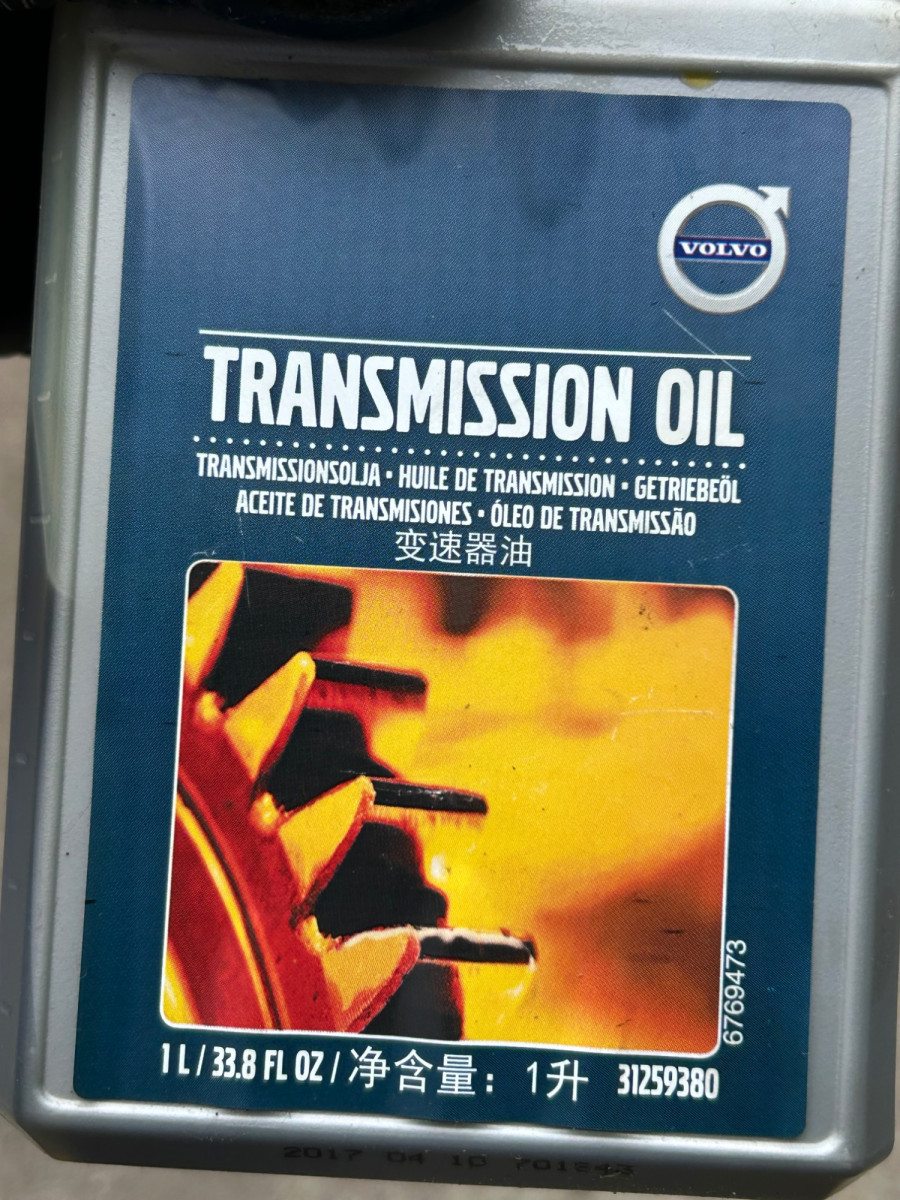 VOLVO
TRANSMISSION OIL
TRANSMISSIONSOLJA • HUILE DE TRANSMISSION • GETRIEBEÖL
ACEITE DE TRANSMISIONES • ÓLEO DE TRANSMISSÃO
变速器油
6769473
1 L / 33.8 FL OZ / 净含量：1升 31259380
2017 04 10